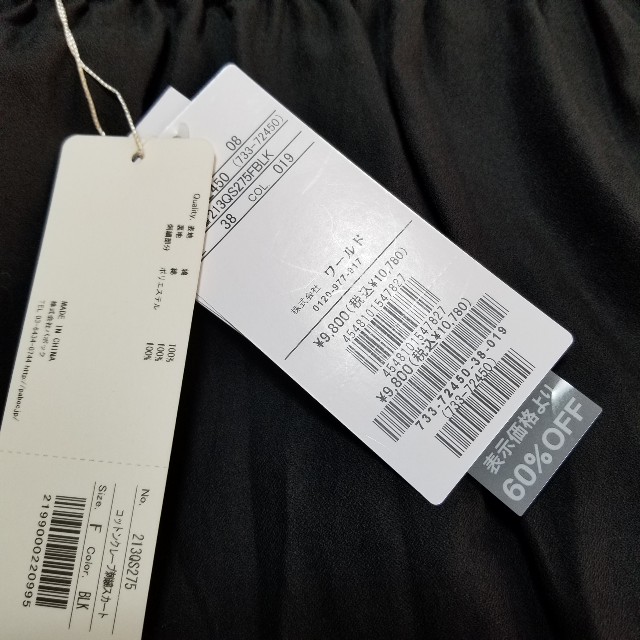 Quality.
表地 綿 100%
裏地 綿 100%
刺繍部分 ポリエステル 100%
MADE IN CHINA
No. 213QS275
コットンクレープ刺繍スカート
Size. F Color. BLK
2199000220995
08
(733-72450)
213QS275FBLK
38 COL 019
株式会社 ワールド
0120-977-317
¥9,800(税込¥10,780)
¥9,800(税込¥10,780)
733-72450-38-019
(733-72450)
表示価格より
60%OFF